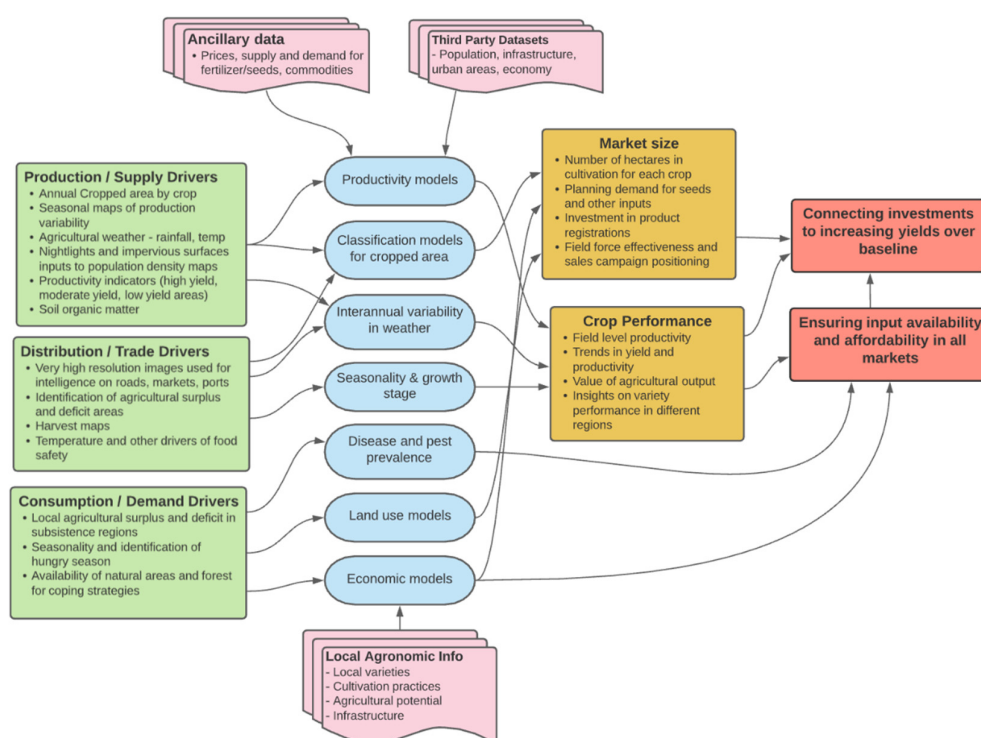 Ancillary data
• Prices, supply and demand for
fertilizer/seeds, commodities
Third Party Datasets
- Population, infrastructure,
urban areas, economy
Production / Supply Drivers
• Annual Cropped area by crop
• Seasonal maps of production
variability
• Agricultural weather - rainfall, temp
• Nightlights and impervious surfaces
inputs to population density maps
• Productivity indicators (high yield,
moderate yield, low yield areas)
• Soil organic matter
Distribution / Trade Drivers
• Very high resolution images used for
intelligence on roads, markets, ports
• Identification of agricultural surplus
and deficit areas
• Harvest maps
• Temperature and other drivers of food
safety
Consumption / Demand Drivers
• Local agricultural surplus and deficit in
subsistence regions
• Seasonality and identification of
hungry season
• Availability of natural areas and forest
for coping strategies
Productivity models
Classification models
for cropped area
Interannual variability
in weather
Seasonality & growth
stage
Disease and pest
prevalence
Land use models
Economic models
Local Agronomic Info
- Local varieties
- Cultivation practices
- Agricultural potential
- Infrastructure
Market size
• Number of hectares in
cultivation for each crop
• Planning demand for seeds
and other inputs
• Investment in product
registrations
• Field force effectiveness and
sales campaign positioning
Crop Performance
• Field level productivity
• Trends in yield and
productivity
• Value of agricultural output
• Insights on variety
performance in different
regions
Connecting investments
to increasing yields over
baseline
Ensuring input availability
and affordability in all
markets